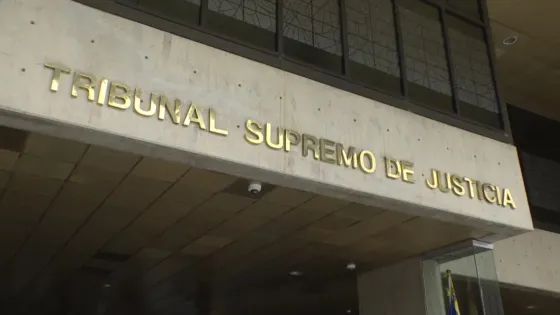 TRIBUNAL SUPREMO DE JUSTICIA